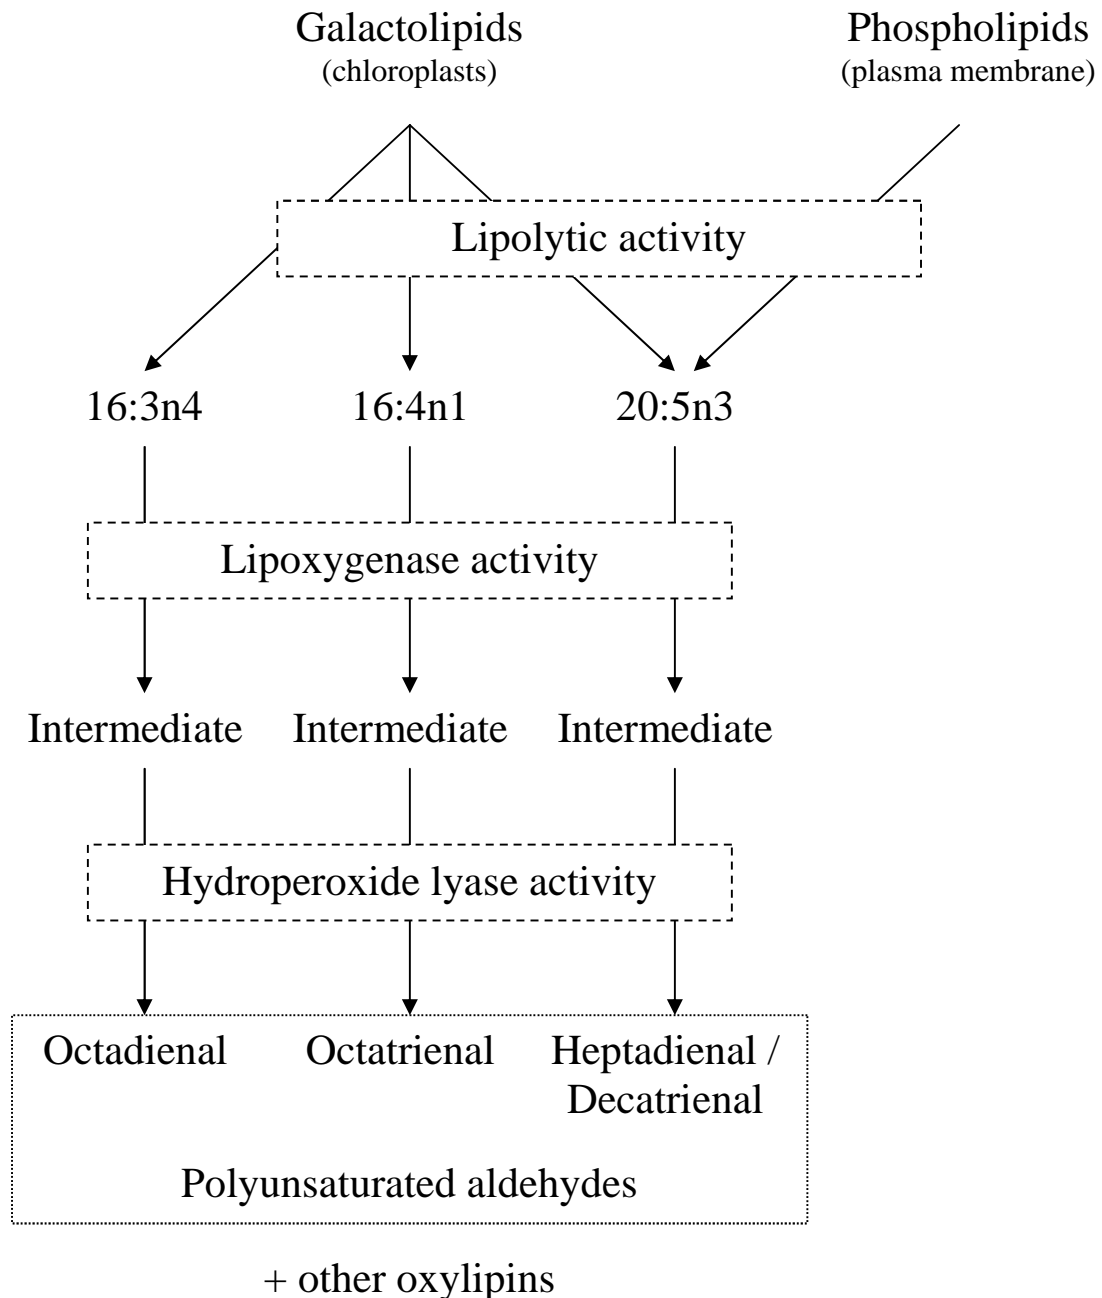 Galactolipids
(chloroplasts)
Phospholipids
(plasma membrane)
Lipolytic activity
16:3n4
16:4n1
20:5n3
Lipoxygenase activity
Intermediate
Intermediate
Intermediate
Hydroperoxide lyase activity
Octadienal
Octatrienal
Heptadienal /
Decatrienal
Polyunsaturated aldehydes
+ other oxylipins